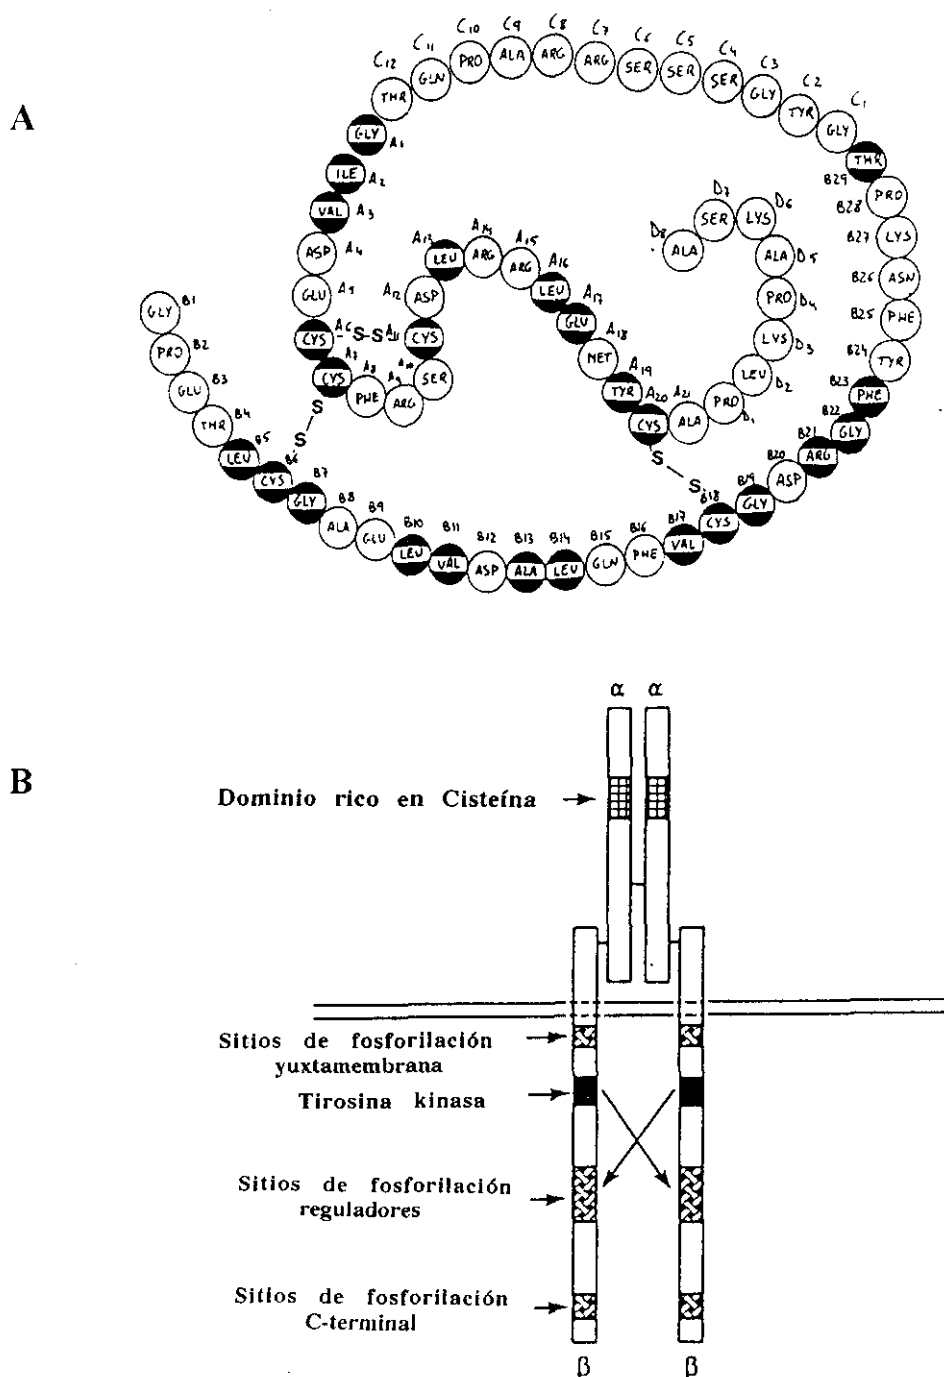 A
C12 C11 C10 C9 C8 C7 C6 C5 C4 C3 C2 C1
THR GLN PRO ALA ARG ARG SER SER SER GLY TYR GLY
GLY A1
ILE A2
VAL A3
ASP A4
GLU A5
CYS A6 -S-S- A11 CYS
CYS A7
PHE A8
ARG A9
SER A10
ASP A12
LEU A13
ARG A14
ARG A15
LEU A16
GLU A17
MET A18
TYR A19
CYS A20
ALA A21
PRO D1
LEU D2
LYS D3
PRO D4
ALA D5
LYS D6
SER D7
ALA D8
S
S
S
S
GLY B1
PRO B2
GLU B3
THR B4
LEU B5
CYS B6
GLY B7
ALA B8
GLU B9
LEU B10
VAL B11
ASP B12
ALA B13
LEU B14
GLN B15
PHE B16
VAL B17
CYS B18
GLY B19
ASP B20
ARG B21
GLY B22
PHE B23
TYR B24
PHE B25
ASN B26
LYS B27
PRO B28
THR B29
B
α α
Dominio rico en Cisteína
Sitios de fosforilación
yuxtamembrana
Tirosina kinasa
Sitios de fosforilación
reguladores
Sitios de fosforilación
C-terminal
β β